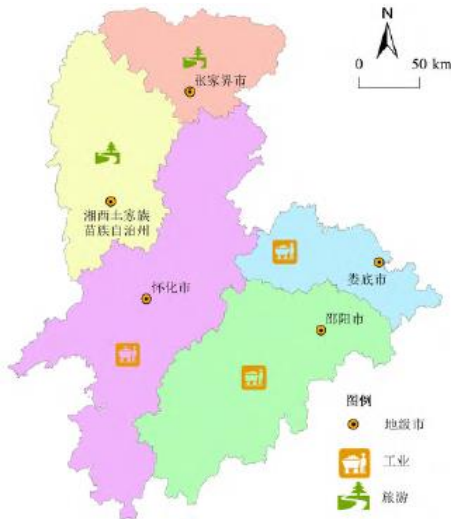 N
0 50 km
张家界市
湘西土家族
苗族自治州
怀化市
娄底市
邵阳市
图例
地级市
工业
旅游